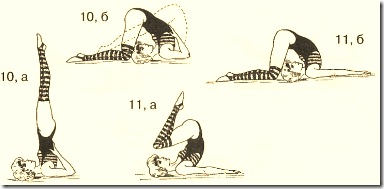 10, б
11, б
10, а
11, а